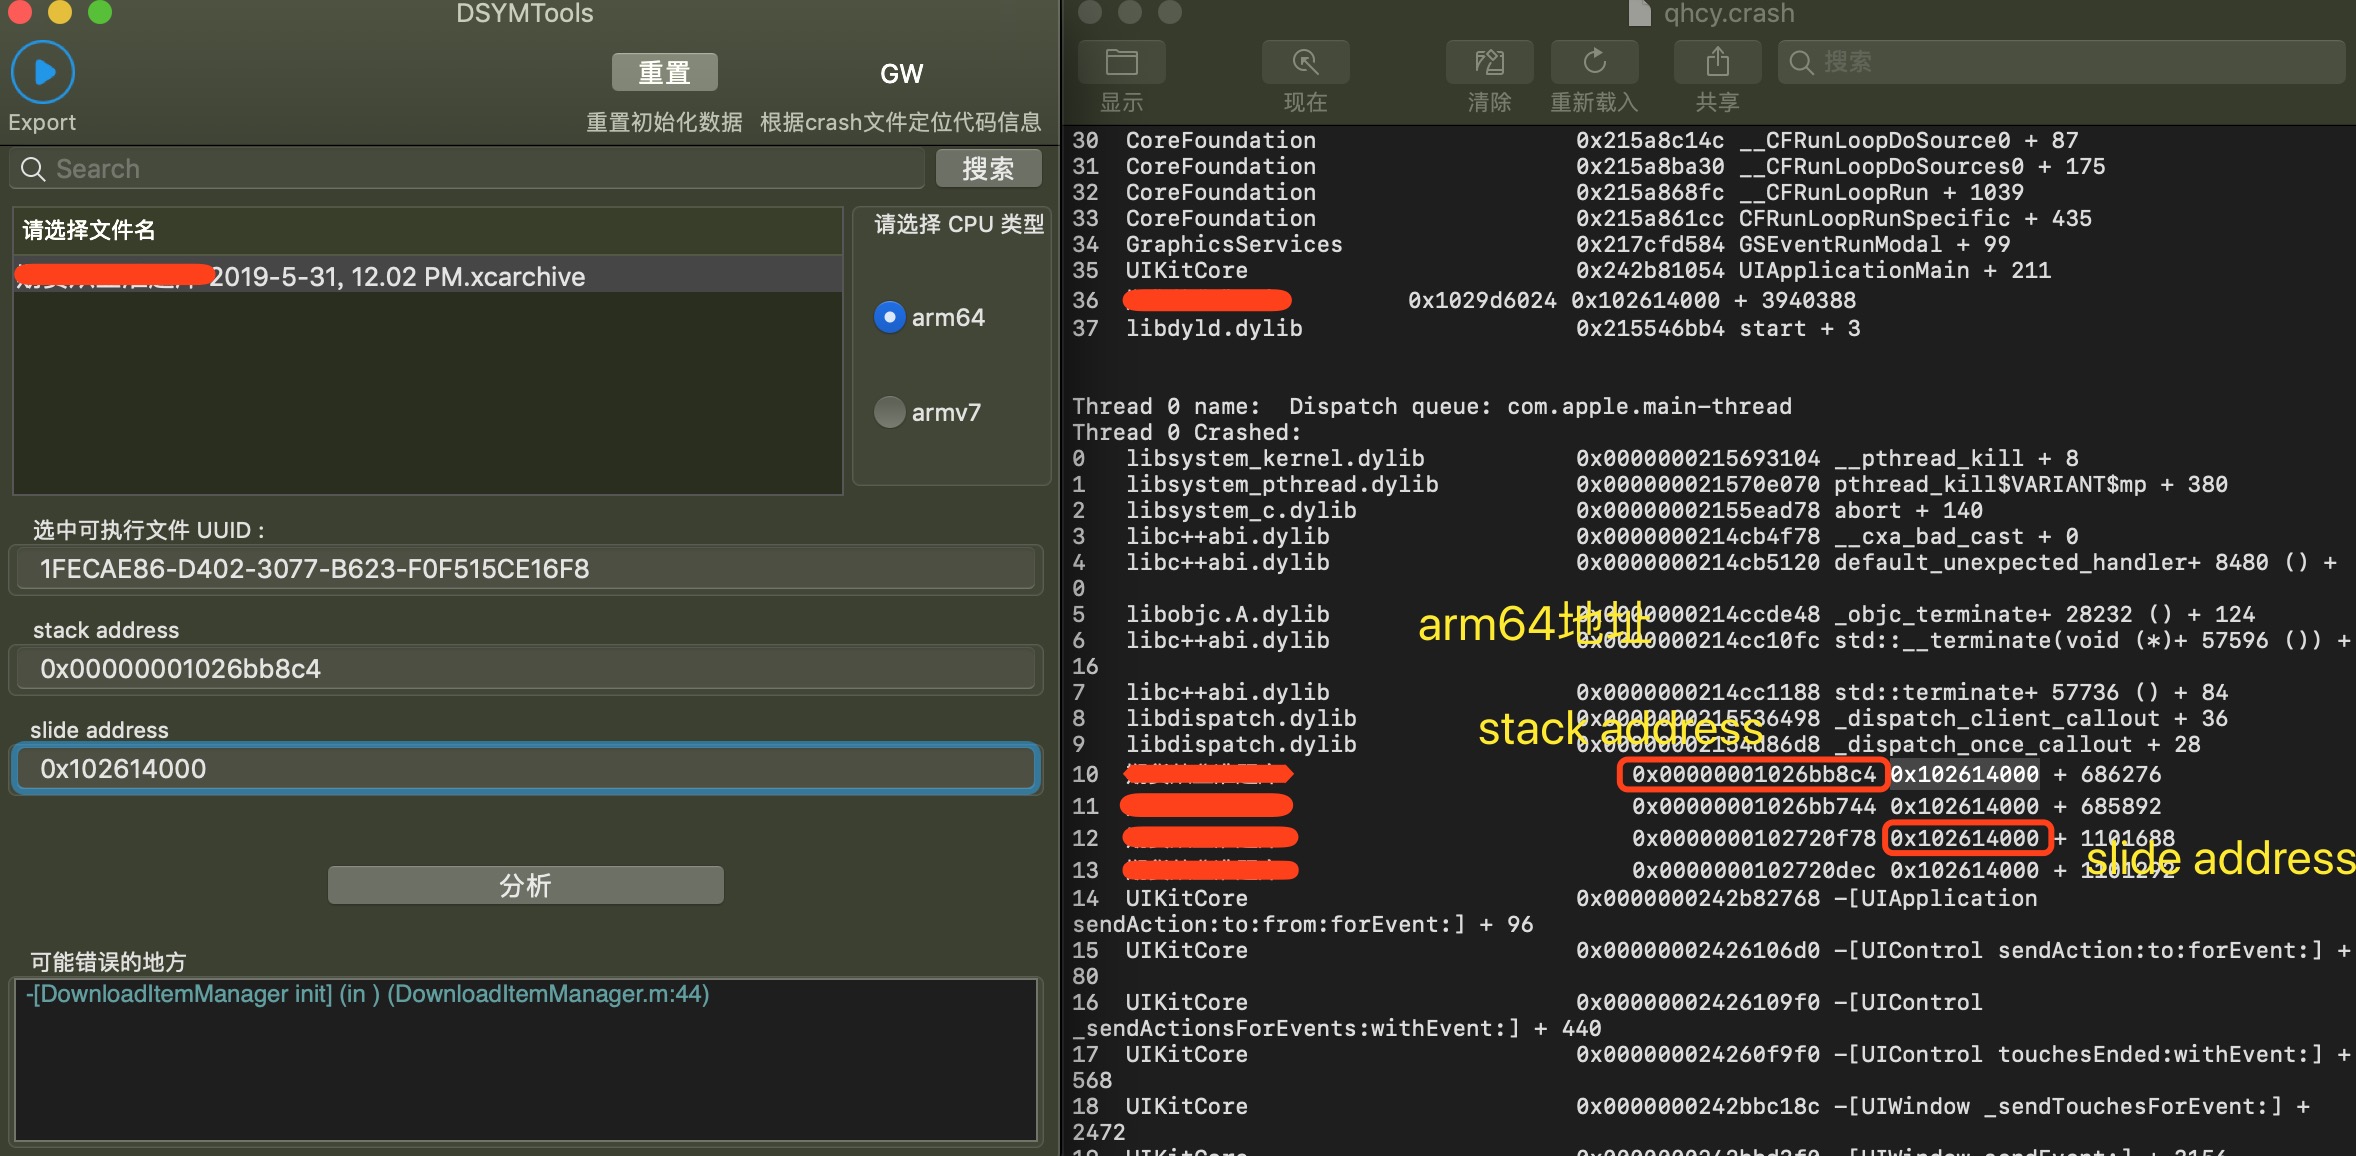 DSYMTools
重置
GW
Export
重置初始化数据
根据crash文件定位代码信息
Search
搜索
请选择文件名
2019-5-31, 12.02 PM.xcarchive
请选择 CPU 类型
arm64
armv7
选中可执行文件 UUID :
1FECAE86-D402-3077-B623-F0F515CE16F8
stack address
0x00000001026bb8c4
slide address
0x102614000
分析
可能错误的地方
-[DownloadItemManager init] (in ) (DownloadItemManager.m:44)
qhcy.crash
搜索
显示
现在
清除
重新载入
共享
30 CoreFoundation 0x215a8c14c __CFRunLoopDoSource0 + 87
31 CoreFoundation 0x215a8ba30 __CFRunLoopDoSources0 + 175
32 CoreFoundation 0x215a868fc __CFRunLoopRun + 1039
33 CoreFoundation 0x215a861cc CFRunLoopRunSpecific + 435
34 GraphicsServices 0x217cfd584 GSEventRunModal + 99
35 UIKitCore 0x242b81054 UIApplicationMain + 211
36 0x1029d6024 0x102614000 + 3940388
37 libdyld.dylib 0x215546bb4 start + 3
Thread 0 name: Dispatch queue: com.apple.main-thread
Thread 0 Crashed:
0 libsystem_kernel.dylib 0x0000000215693104 __pthread_kill + 8
1 libsystem_pthread.dylib 0x000000021570e070 pthread_kill$VARIANT$mp + 380
2 libsystem_c.dylib 0x00000002155ead78 abort + 140
3 libc++abi.dylib 0x0000000214cb4f78 __cxa_bad_cast + 0
4 libc++abi.dylib 0x0000000214cb5120 default_unexpected_handler+ 8480 () +
0
5 libobjc.A.dylib 0x0000000214ccde48 _objc_terminate+ 28232 () + 124
arm64地址
6 libc++abi.dylib 0x0000000214cc10fc std::__terminate(void (*)+ 57596 ()) +
16
7 libc++abi.dylib 0x0000000214cc1188 std::terminate+ 57736 () + 84
8 libdispatch.dylib 0x0000000215536498 _dispatch_client_callout + 36
stack address
9 libdispatch.dylib 0x00000002154d86d8 _dispatch_once_callout + 28
10 0x00000001026bb8c4 0x102614000 + 686276
11 0x00000001026bb744 0x102614000 + 685892
12 0x0000000102720f78 0x102614000 + 1101688
slide address
13 0x0000000102720dec 0x102614000 + 1101292
14 UIKitCore 0x0000000242b82768 -[UIApplication
sendAction:to:from:forEvent:] + 96
15 UIKitCore 0x00000002426106d0 -[UIControl sendAction:to:forEvent:] +
80
16 UIKitCore 0x00000002426109f0 -[UIControl
_sendActionsForEvents:withEvent:] + 440
17 UIKitCore 0x000000024260f9f0 -[UIControl touchesEnded:withEvent:] +
568
18 UIKitCore 0x0000000242bbc18c -[UIWindow _sendTouchesForEvent:] +
2472